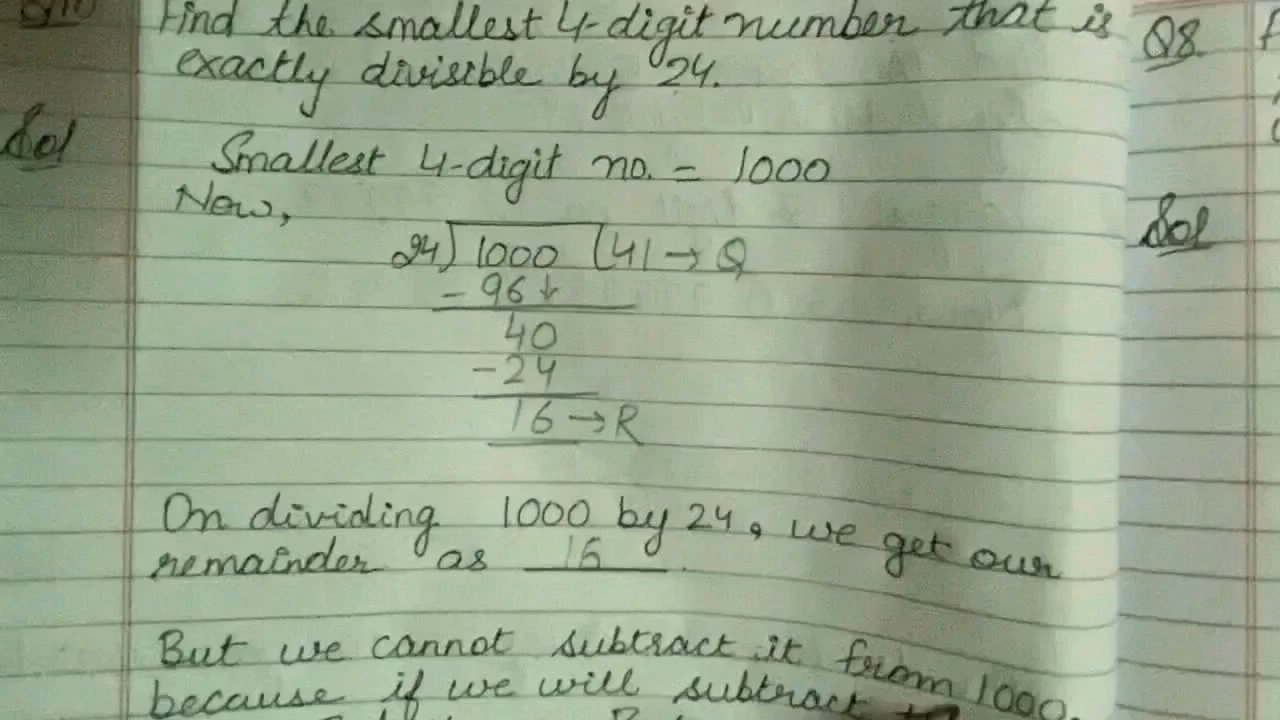 Find the smallest 4-digit number that is
exactly divisible by 24.
Q8
Sol
Smallest 4-digit no. = 1000
Now,
Sol
24) 1000 (41 → Q
- 96↓
40
-24
16 → R
On dividing 1000 by 24, we get our
remainder as 16.
But we cannot subtract it from 1000,
because if we will subtract